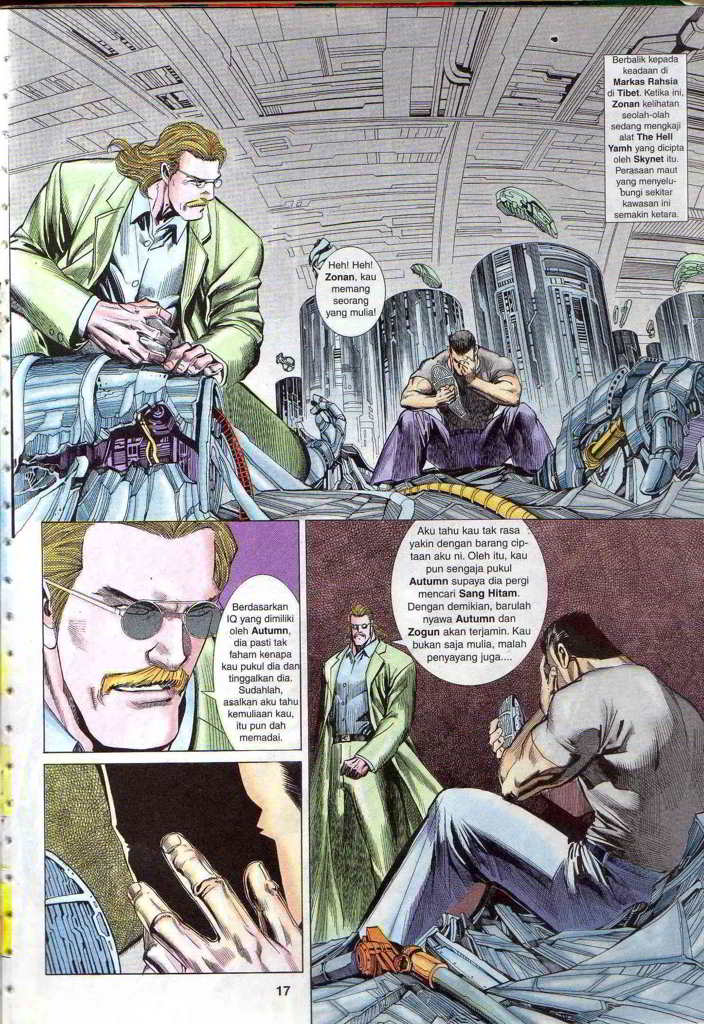 Berbalik kepada
keadaan di
Markas Rahsia
di Tibet. Ketika ini,
Zonan kelihatan
seolah-olah
sedang mengkaji
alat The Hell
Yamh yang dicipta
oleh Skynet itu.
Perasaan maut
yang menyelu-
bungi sekitar
kawasan ini
semakin ketara.
Heh! Heh!
Zonan, kau
memang
seorang
yang mulia!
Aku tahu kau tak rasa
yakin dengan barang cip-
taan aku ni. Oleh itu, kau
pun sengaja pukul
Autumn supaya dia pergi
mencari Sang Hitam.
Dengan demikian, barulah
nyawa Autumn dan
Zogun akan terjamin. Kau
bukan saja mulia, malah
penyayang juga....
Berdasarkan
IQ yang dimiliki
oleh Autumn,
dia pasti tak
faham kenapa
kau pukul dia dan
tinggalkan dia.
Sudahlah,
asalkan aku tahu
kemuliaan kau,
itu pun dah
memadai.
17